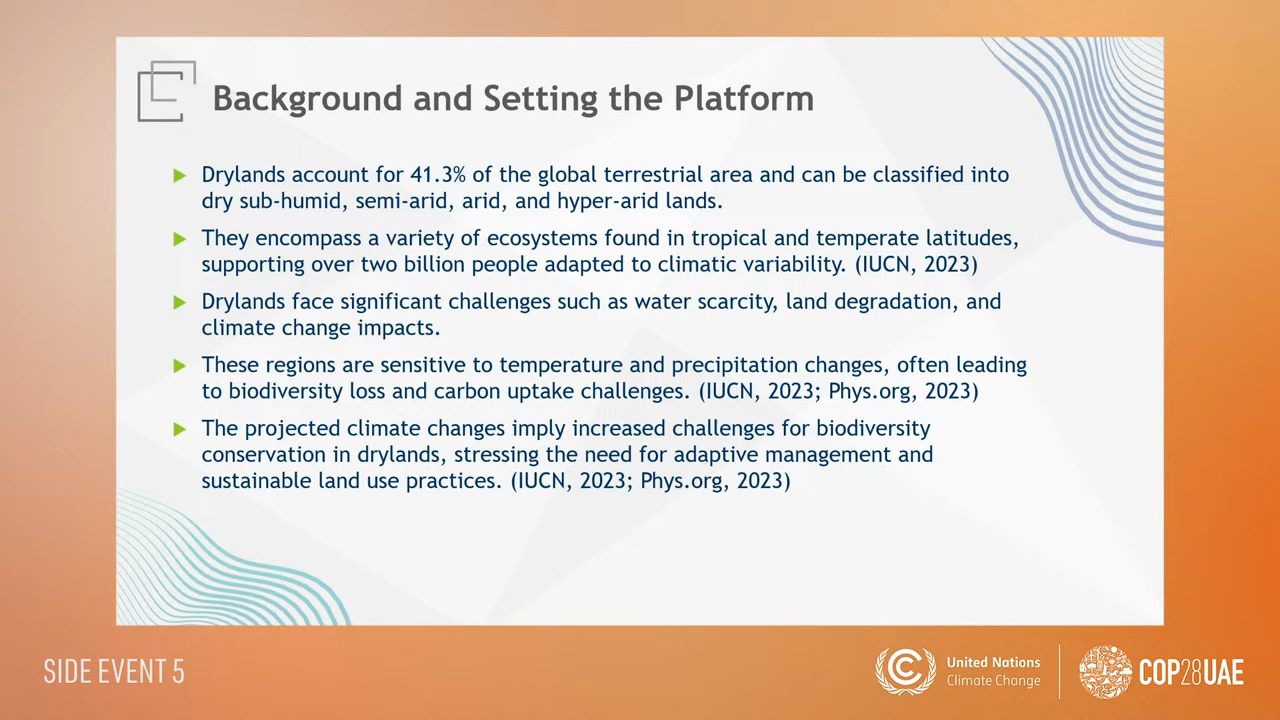 Background and Setting the Platform
Drylands account for 41.3% of the global terrestrial area and can be classified into
dry sub-humid, semi-arid, arid, and hyper-arid lands.
They encompass a variety of ecosystems found in tropical and temperate latitudes,
supporting over two billion people adapted to climatic variability. (IUCN, 2023)
Drylands face significant challenges such as water scarcity, land degradation, and
climate change impacts.
These regions are sensitive to temperature and precipitation changes, often leading
to biodiversity loss and carbon uptake challenges. (IUCN, 2023; Phys.org, 2023)
The projected climate changes imply increased challenges for biodiversity
conservation in drylands, stressing the need for adaptive management and
sustainable land use practices. (IUCN, 2023; Phys.org, 2023)
SIDE EVENT 5
United Nations
Climate Change
COP28UAE